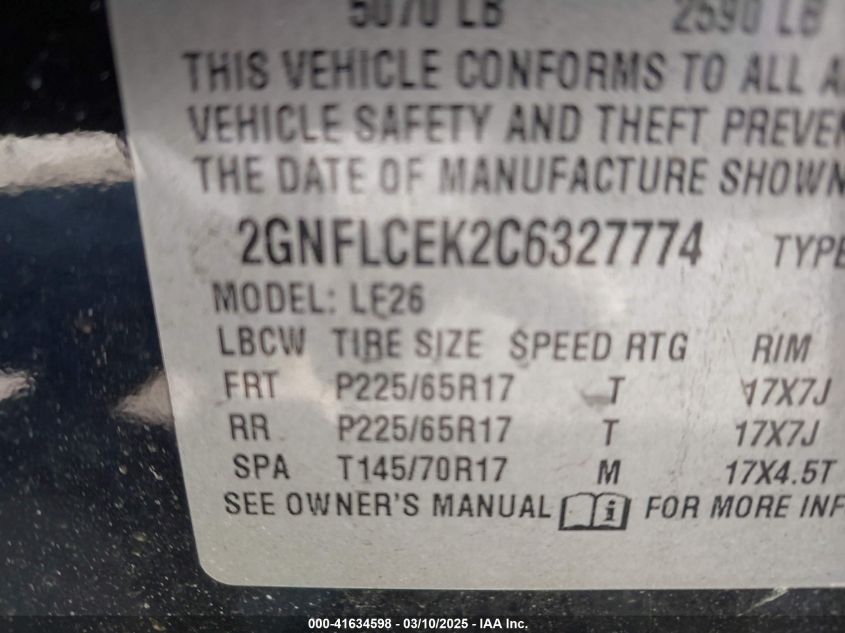 5070 LB 2590 LB
THIS VEHICLE CONFORMS TO ALL A
VEHICLE SAFETY AND THEFT PREVEN
THE DATE OF MANUFACTURE SHOWN
2GNFLCEK2C6327774 TYPE
MODEL: LF26
LBCW TIRE SIZE SPEED RTG RIM
FRT P225/65R17 T 17X7J
RR P225/65R17 T 17X7J
SPA T145/70R17 M 17X4.5T
SEE OWNER'S MANUAL i FOR MORE INF
000-41634598 - 03/10/2025 - IAA Inc.